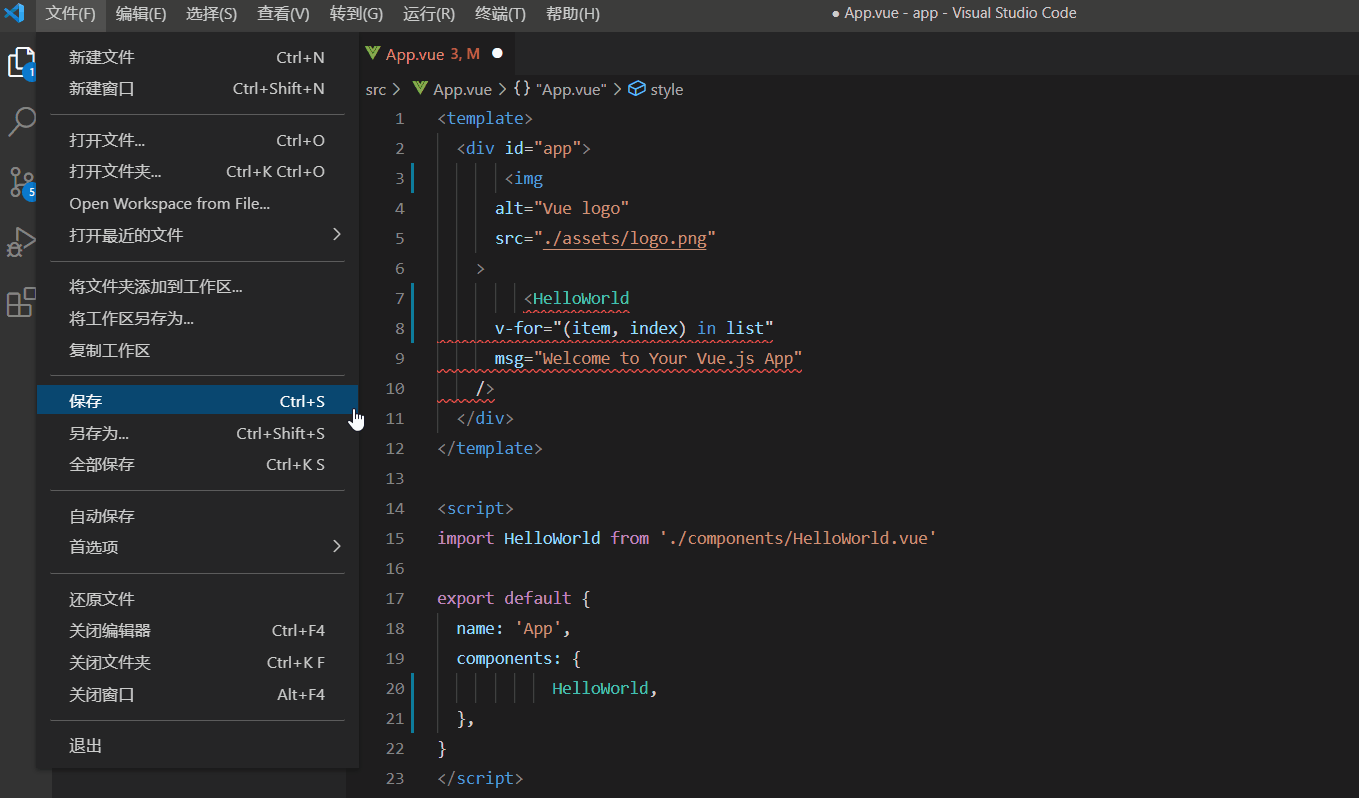 文件(F) 编辑(E) 选择(S) 查看(V) 转到(G) 运行(R) 终端(T) 帮助(H) ● App.vue - app - Visual Studio Code
1
5
新建文件 Ctrl+N
新建窗口 Ctrl+Shift+N
打开文件... Ctrl+O
打开文件夹... Ctrl+K Ctrl+O
Open Workspace from File...
打开最近的文件
将文件夹添加到工作区...
将工作区另存为...
复制工作区
保存 Ctrl+S
另存为... Ctrl+Shift+S
全部保存 Ctrl+K S
自动保存
首选项
还原文件
关闭编辑器 Ctrl+F4
关闭文件夹 Ctrl+K F
关闭窗口 Alt+F4
退出
App.vue 3, M ●
src > App.vue > {} "App.vue" > style
1 <template>
2 <div id="app">
3 <img
4 alt="Vue logo"
5 src="./assets/logo.png"
6 >
7 <HelloWorld
8 v-for="(item, index) in list"
9 msg="Welcome to Your Vue.js App"
10 />
11 </div>
12 </template>
13
14 <script>
15 import HelloWorld from './components/HelloWorld.vue'
16
17 export default {
18 name: 'App',
19 components: {
20 HelloWorld,
21 },
22 }
23 </script>